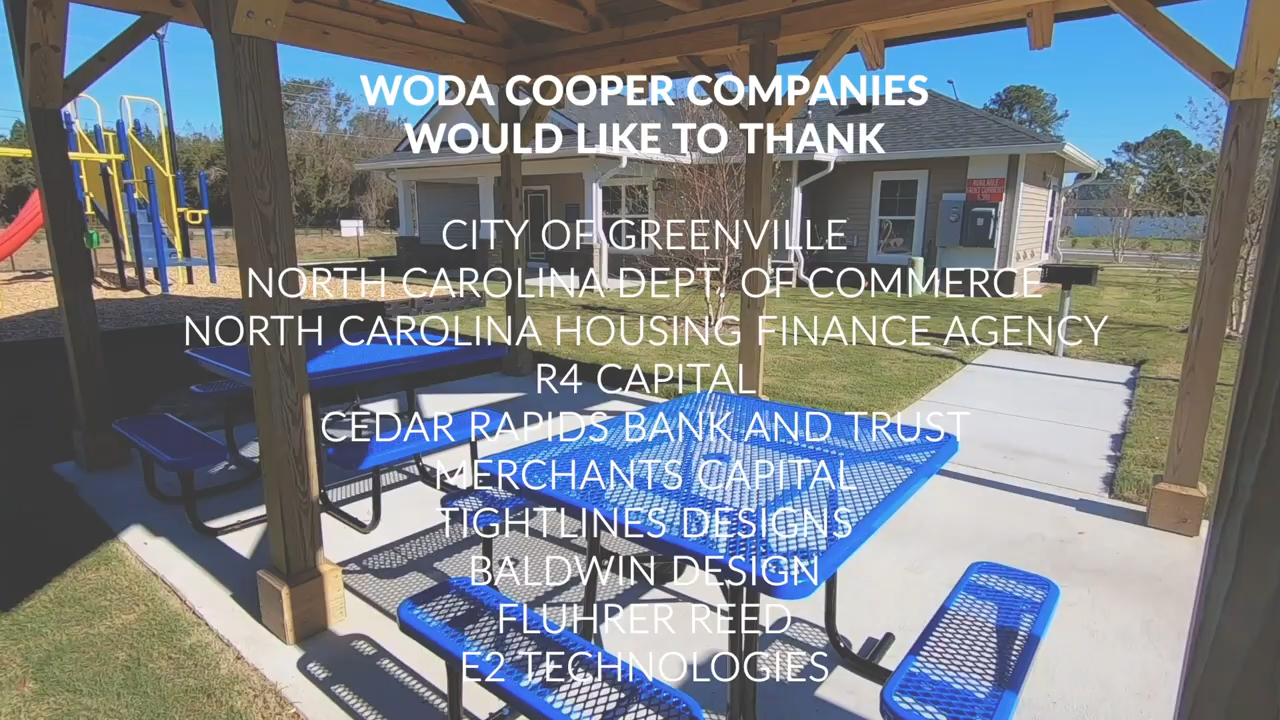 WODA COOPER COMPANIES
WOULD LIKE TO THANK
CITY OF GREENVILLE
NORTH CAROLINA DEPT. OF COMMERCE
NORTH CAROLINA HOUSING FINANCE AGENCY
R4 CAPITAL
CEDAR RAPIDS BANK AND TRUST
MERCHANTS CAPITAL
TIGHTLINES DESIGNS
BALDWIN DESIGN
FLUHRER REED
E2 TECHNOLOGIES